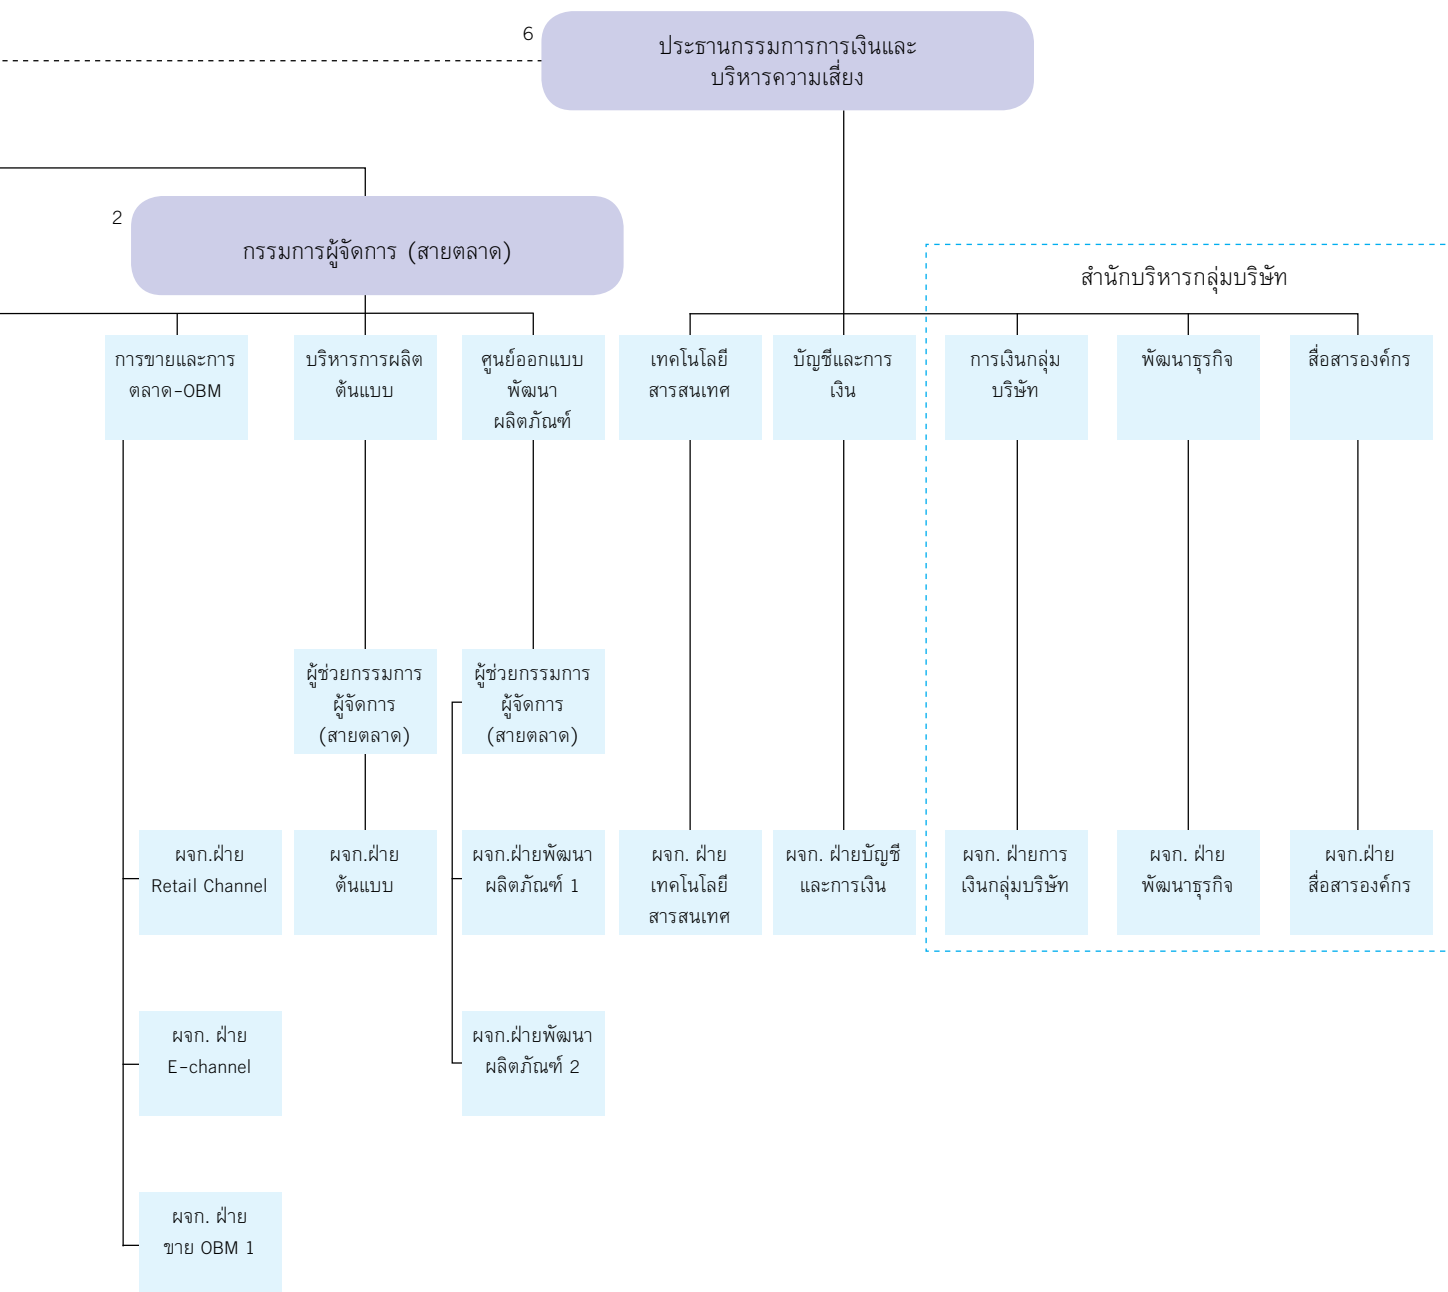 6
ประธานกรรมการการเงินและ
บริหารความเสี่ยง
2
กรรมการผู้จัดการ (สายตลาด)
สำนักบริหารกลุ่มบริษัท
การขายและการ
ตลาด-OBM
บริหารการผลิต
ต้นแบบ
ศูนย์ออกแบบ
พัฒนา
ผลิตภัณฑ์
เทคโนโลยี
สารสนเทศ
บัญชีและการ
เงิน
การเงินกลุ่ม
บริษัท
พัฒนาธุรกิจ
สื่อสารองค์กร
ผู้ช่วยกรรมการ
ผู้จัดการ
(สายตลาด)
ผู้ช่วยกรรมการ
ผู้จัดการ
(สายตลาด)
ผจก.ฝ่าย
Retail Channel
ผจก.ฝ่าย
ต้นแบบ
ผจก.ฝ่ายพัฒนา
ผลิตภัณฑ์ 1
ผจก. ฝ่าย
เทคโนโลยี
สารสนเทศ
ผจก. ฝ่ายบัญชี
และการเงิน
ผจก. ฝ่ายการ
เงินกลุ่มบริษัท
ผจก. ฝ่าย
พัฒนาธุรกิจ
ผจก.ฝ่าย
สื่อสารองค์กร
ผจก. ฝ่าย
E-channel
ผจก.ฝ่ายพัฒนา
ผลิตภัณฑ์ 2
ผจก. ฝ่าย
ขาย OBM 1